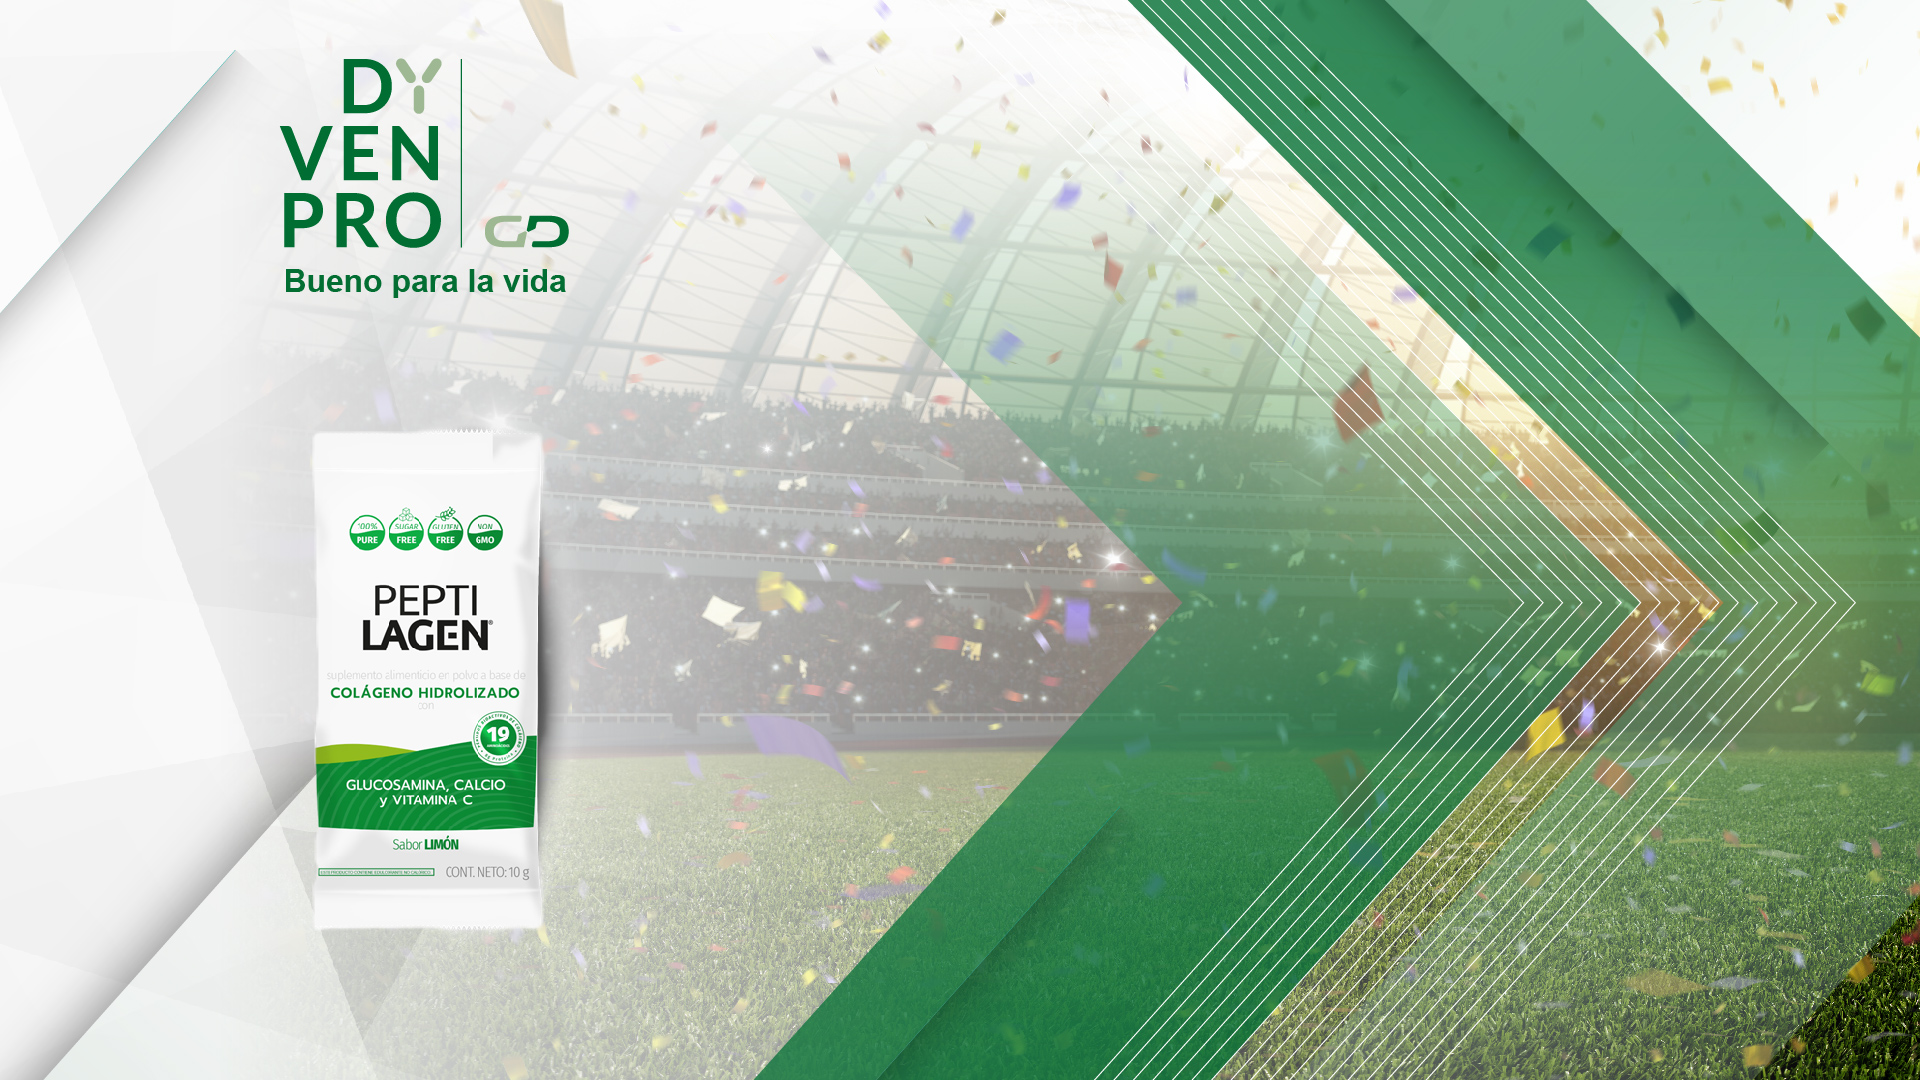 DY
VEN
PRO
GD
Bueno para la vida
100% PURE
SUGAR FREE
GLUTEN FREE
NON GMO
PEPTI
LAGEN®
suplemento alimenticio en polvo a base de
COLÁGENO HIDROLIZADO
con
19
GLUCOSAMINA, CALCIO
y VITAMINA C
Sabor LIMÓN
CONT. NETO: 10 g